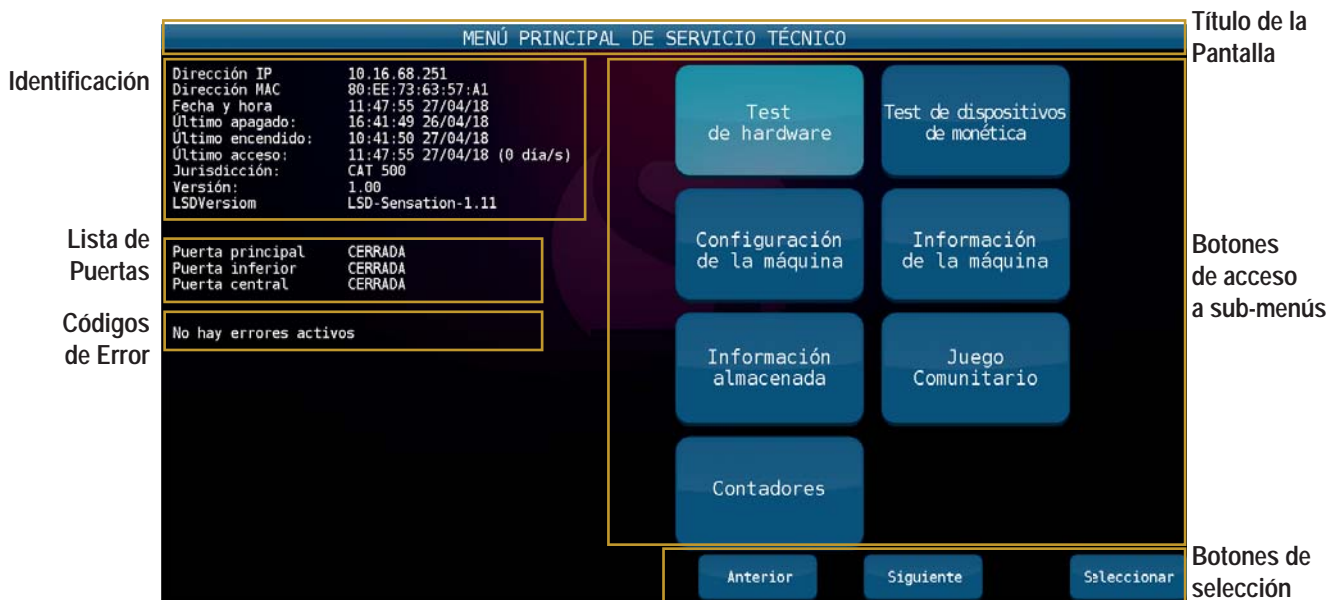 Título de la
Pantalla
MENÚ PRINCIPAL DE SERVICIO TÉCNICO
Identificación
Dirección IP 10.16.68.251
Dirección MAC 80:EE:73:63:57:A1
Fecha y hora 11:47:55 27/04/18
Último apagado: 16:41:49 26/04/18
Último encendido: 10:41:50 27/04/18
Último acceso: 11:47:55 27/04/18 (0 día/s)
Jurisdicción: CAT 500
Versión: 1.00
LSDVersiom LSD-Sensation-1.11
Lista de
Puertas
Puerta principal CERRADA
Puerta inferior CERRADA
Puerta central CERRADA
Códigos
de Error
No hay errores activos
Test
de hardware
Test de dispositivos
de monética
Configuración
de la máquina
Información
de la máquina
Información
almacenada
Juego
Comunitario
Contadores
Botones
de acceso
a sub-menús
Anterior
Siguiente
Seleccionar
Botones de
selección